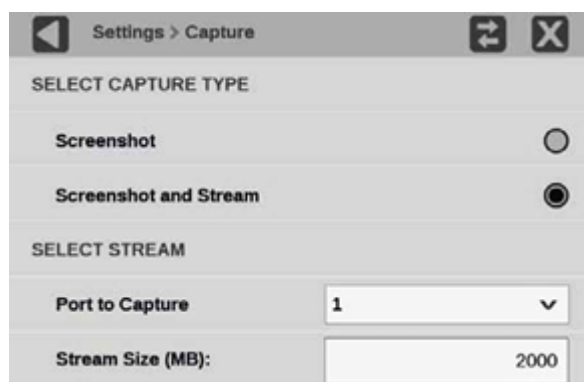 Settings > Capture
SELECT CAPTURE TYPE
Screenshot
Screenshot and Stream
SELECT STREAM
Port to Capture 1
Stream Size (MB): 2000